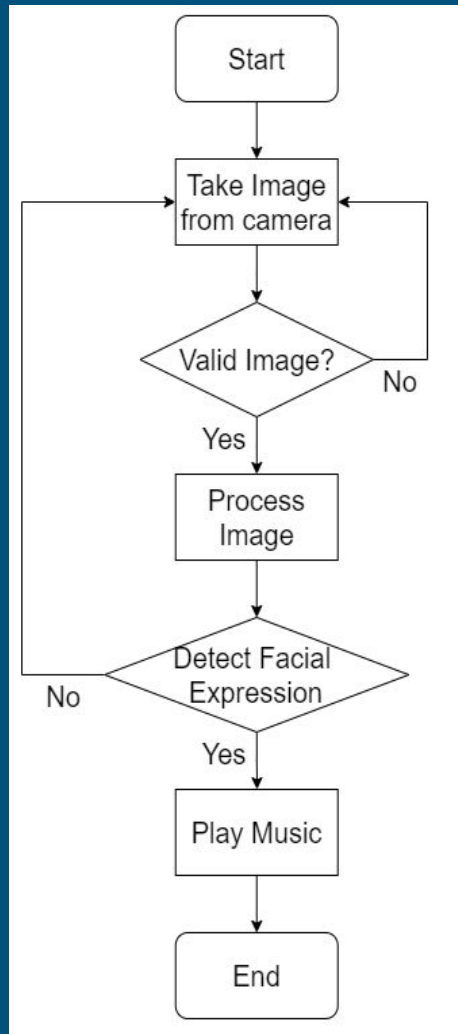 Start
Take Image
from camera
Valid Image?
No
Yes
Process
Image
Detect Facial
Expression
No
Yes
Play Music
End